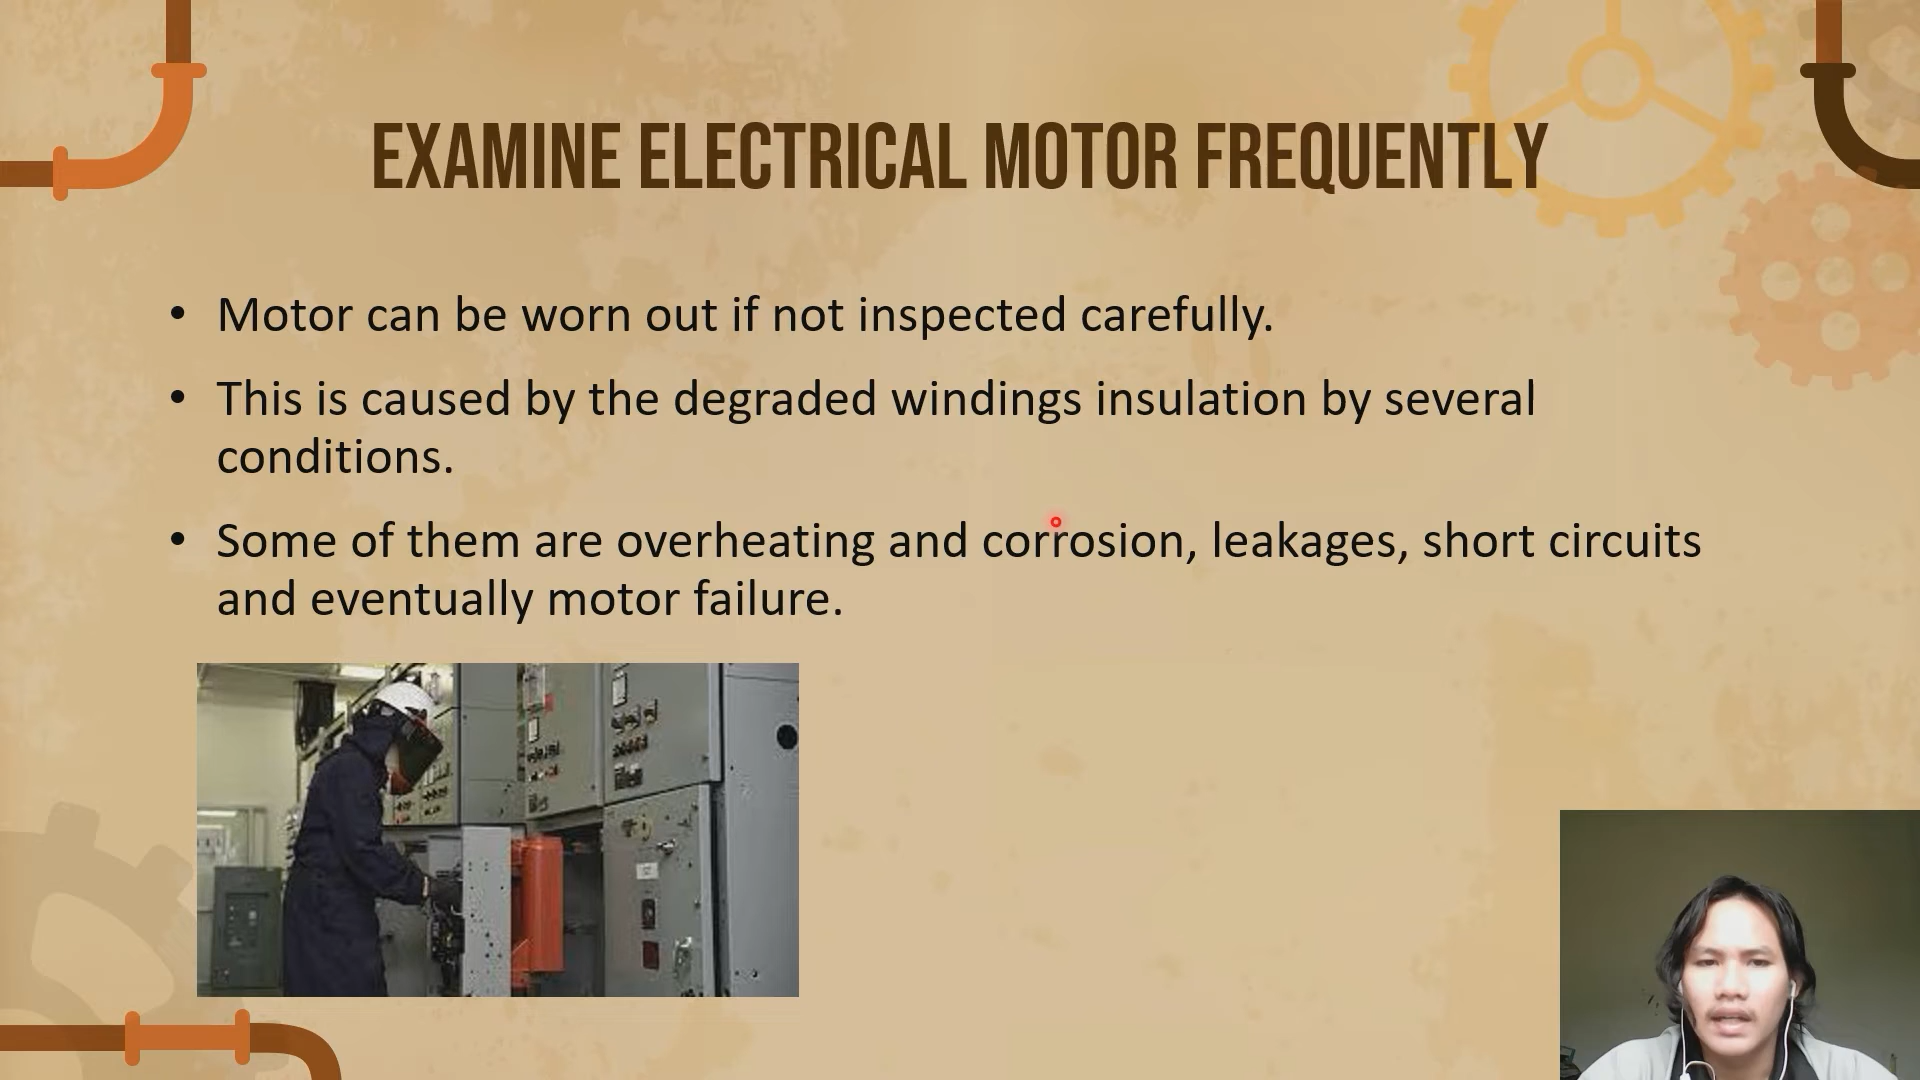 EXAMINE ELECTRICAL MOTOR FREQUENTLY
• Motor can be worn out if not inspected carefully.
• This is caused by the degraded windings insulation by several
conditions.
• Some of them are overheating and corrosion, leakages, short circuits
and eventually motor failure.